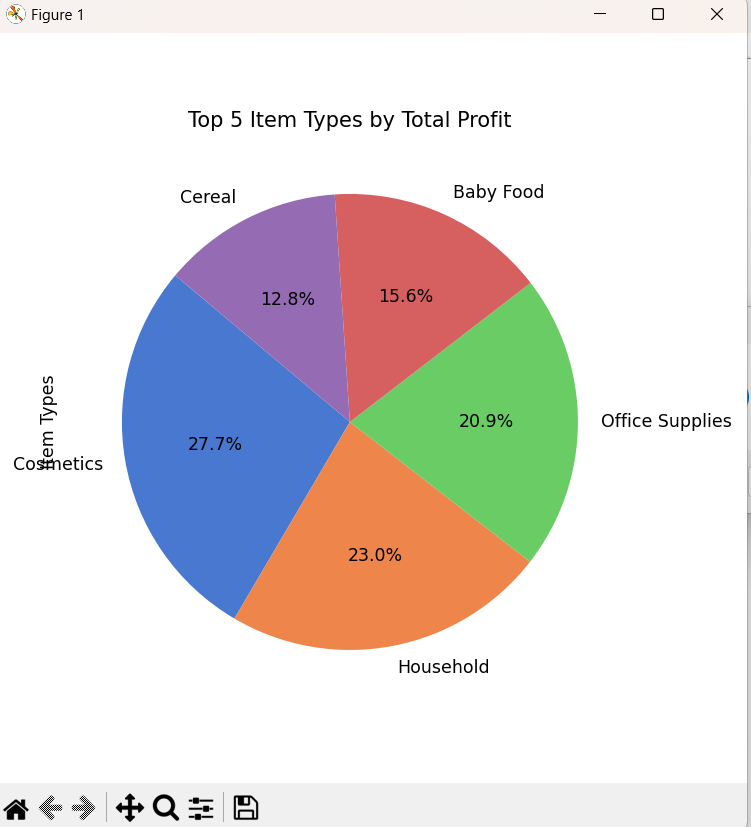 Figure 1
Top 5 Item Types by Total Profit
Baby Food
Cereal
15.6%
12.8%
Item Types
20.9%
Office Supplies
27.7%
Cosmetics
23.0%
Household